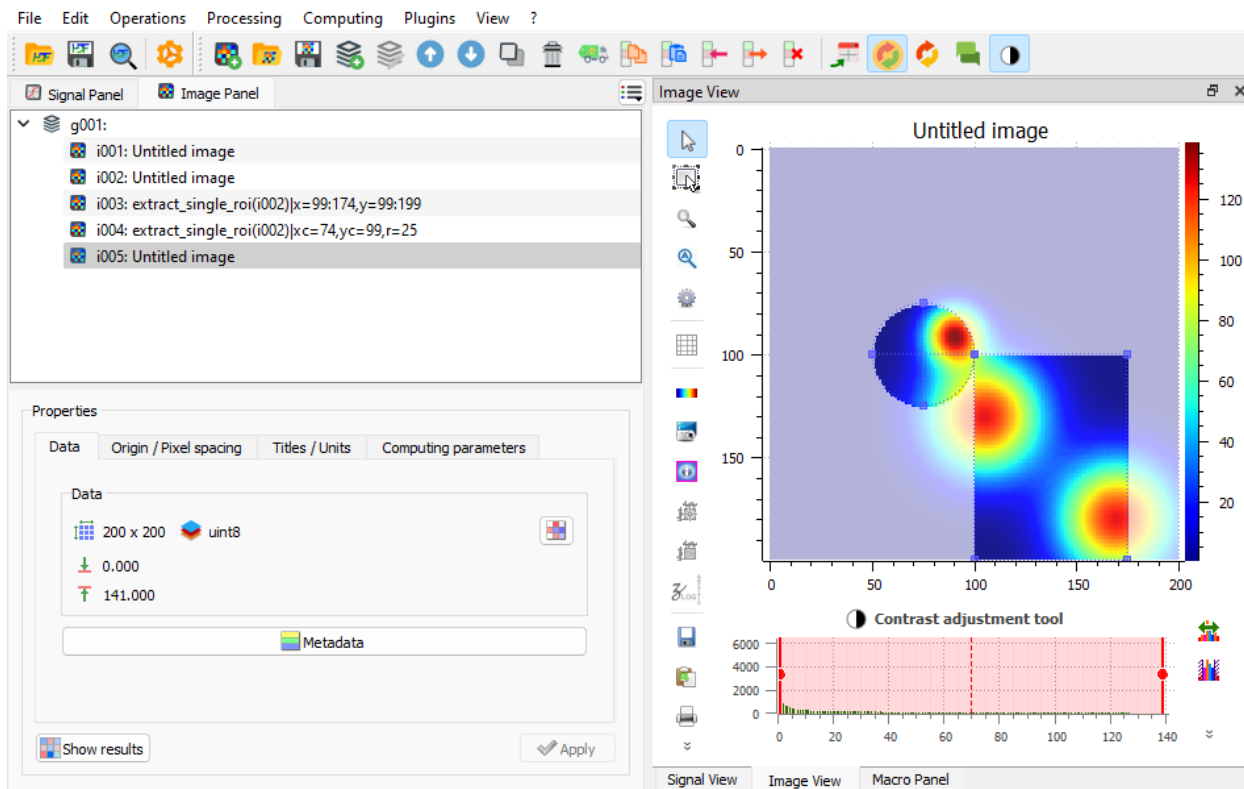 File Edit Operations Processing Computing Plugins View ?
Signal Panel Image Panel
g001:
i001: Untitled image
i002: Untitled image
i003: extract_single_roi(i002)|x=99:174,y=99:199
i004: extract_single_roi(i002)|xc=74,yc=99,r=25
i005: Untitled image
Properties
Data Origin / Pixel spacing Titles / Units Computing parameters
Data
200 x 200 uint8
0.000
141.000
Metadata
Show results Apply
Image View
Untitled image
0
50
100
150
0 50 100 150 200
120
100
80
60
40
20
Contrast adjustment tool
6000
4000
2000
0
0 20 40 60 80 100 120 140
Signal View Image View Macro Panel